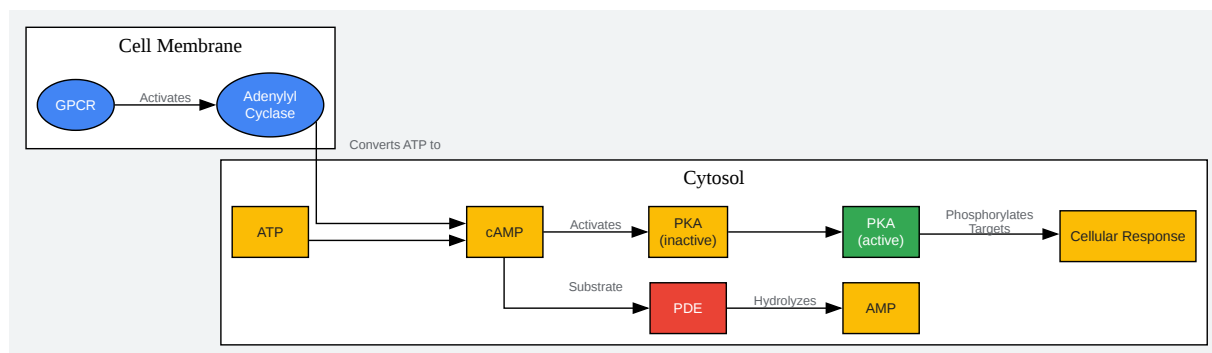 Cell Membrane
GPCR
Activates
Adenylyl
Cyclase
Converts ATP to
Cytosol
ATP
cAMP
Activates
PKA
(inactive)
PKA
(active)
Phosphorylates
Targets
Cellular Response
Substrate
PDE
Hydrolyzes
AMP